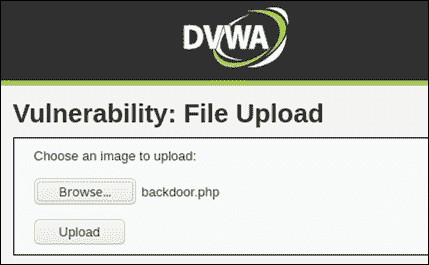 DVWA
Vulnerability: File Upload
Choose an image to upload:
Browse... backdoor.php
Upload